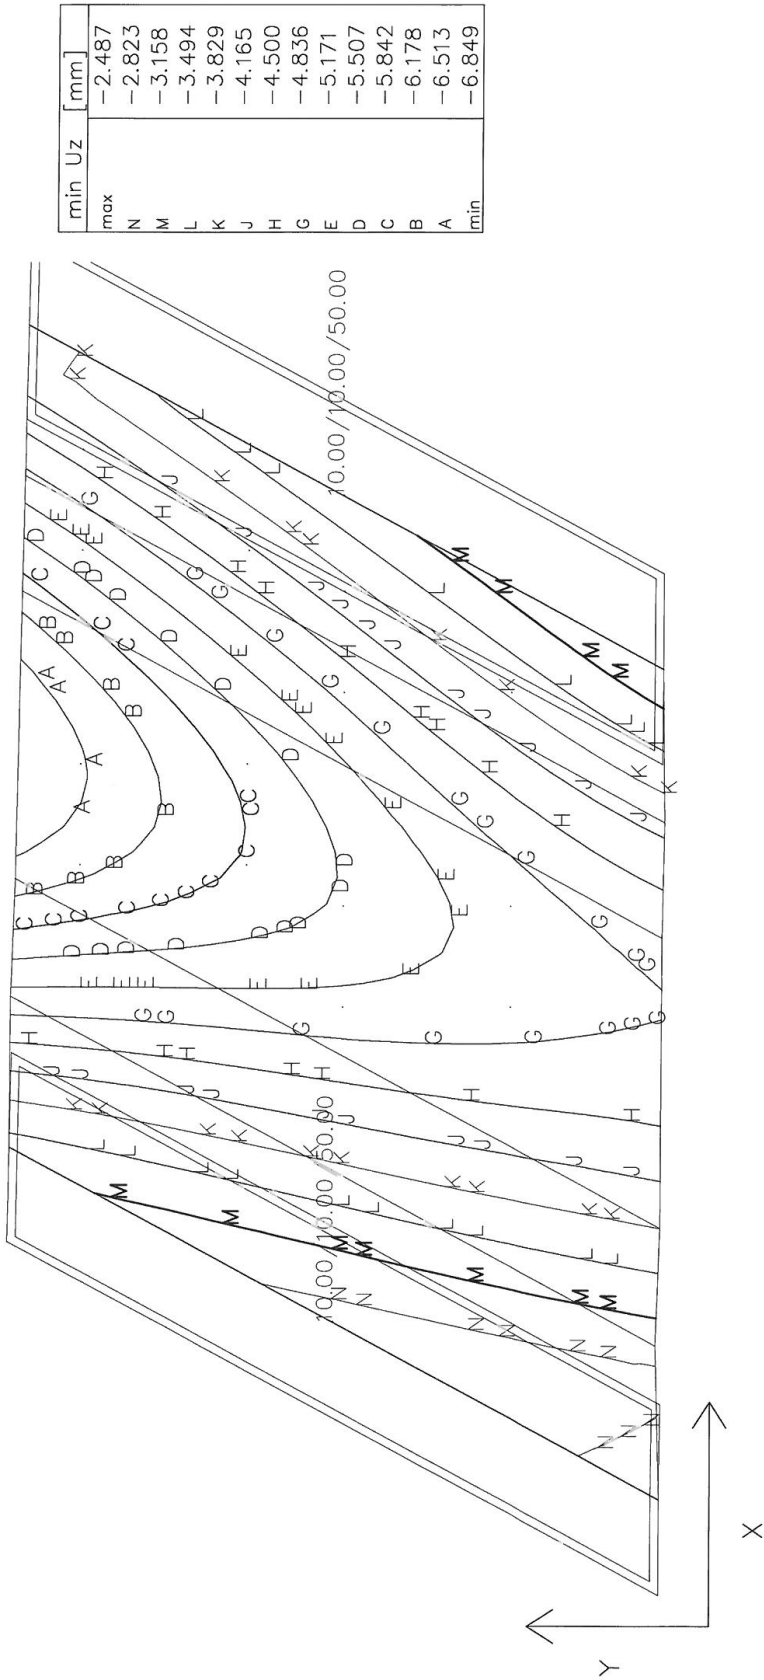 min Uz [mm]
max −2.487
N −2.823
M −3.158
L −3.494
K −3.829
J −4.165
H −4.500
G −4.836
E −5.171
D −5.507
C −5.842
B −6.178
A −6.513
min −6.849
10.00/10.00/50.00
10.00/10.00/50.00
Y
X